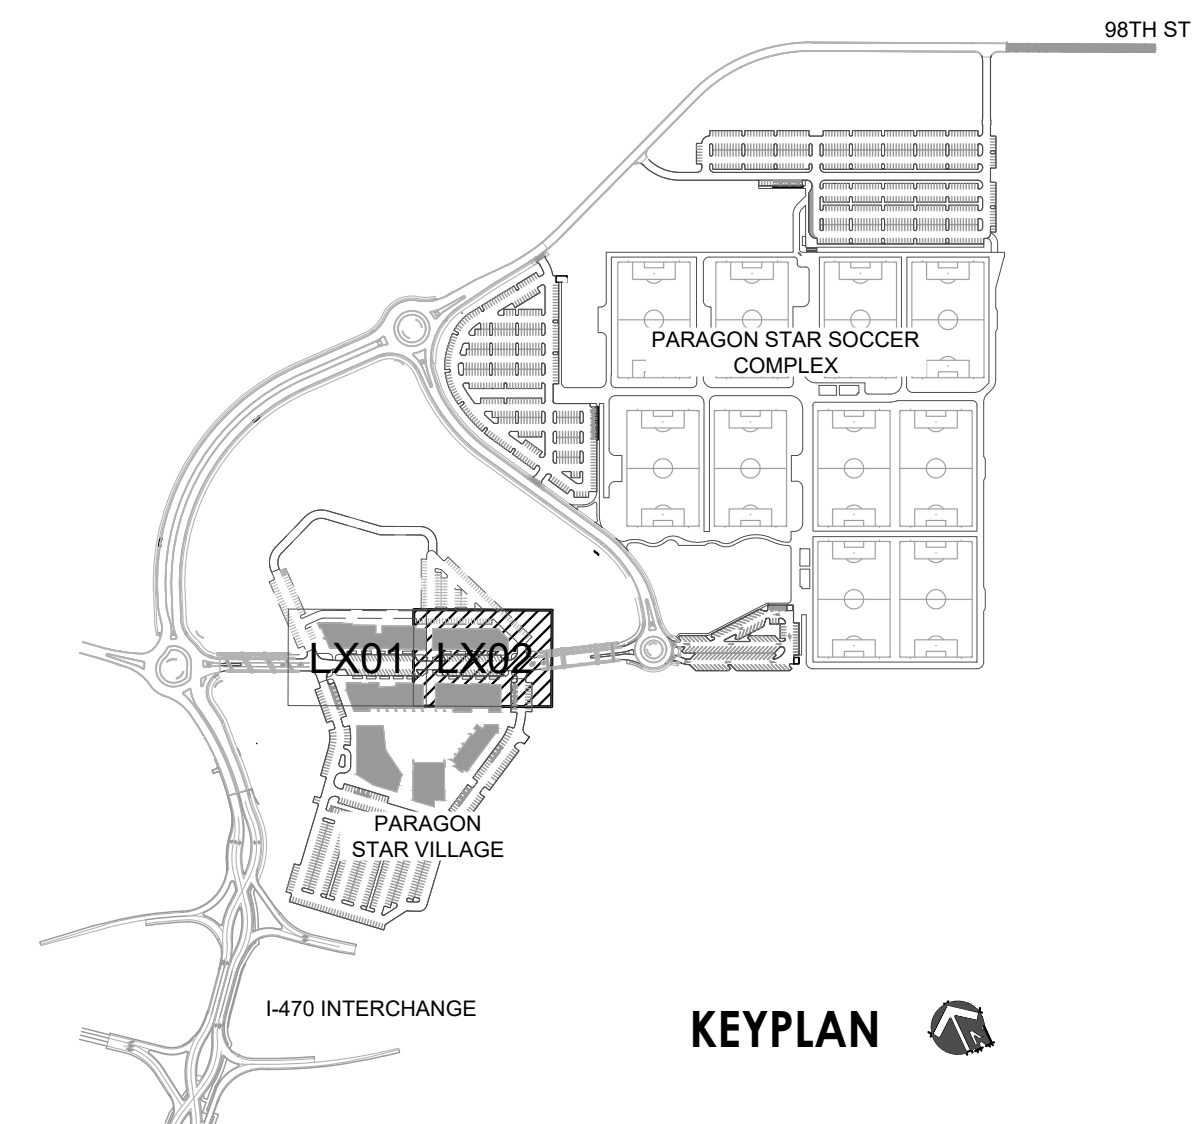 98TH ST
PARAGON STAR SOCCER
COMPLEX
LX01
LX02
PARAGON
STAR VILLAGE
I-470 INTERCHANGE
KEYPLAN
N